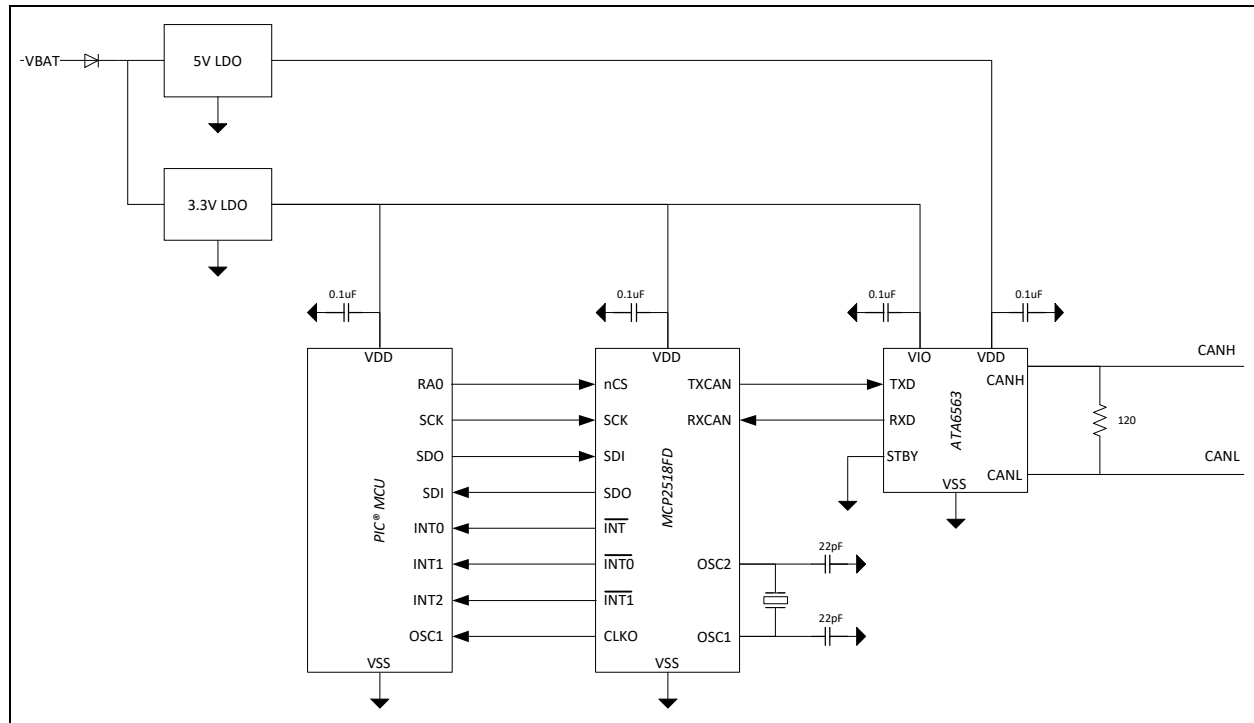 5V LDO
-VBAT
3.3V LDO
0.1uF
0.1uF
0.1uF
0.1uF
VDD
VDD
VIO
VDD
CANH
RA0
nCS
TXCAN
TXD
CANH
SCK
SCK
RXCAN
RXD
120
SDO
SDI
STBY
CANL
SDI
SDO
CANL
VSS
ATA6563
PIC® MCU
MCP2518FD
INT0
INT
INT1
INT0
OSC2
22pF
INT2
INT1
OSC1
CLKO
OSC1
22pF
VSS
VSS